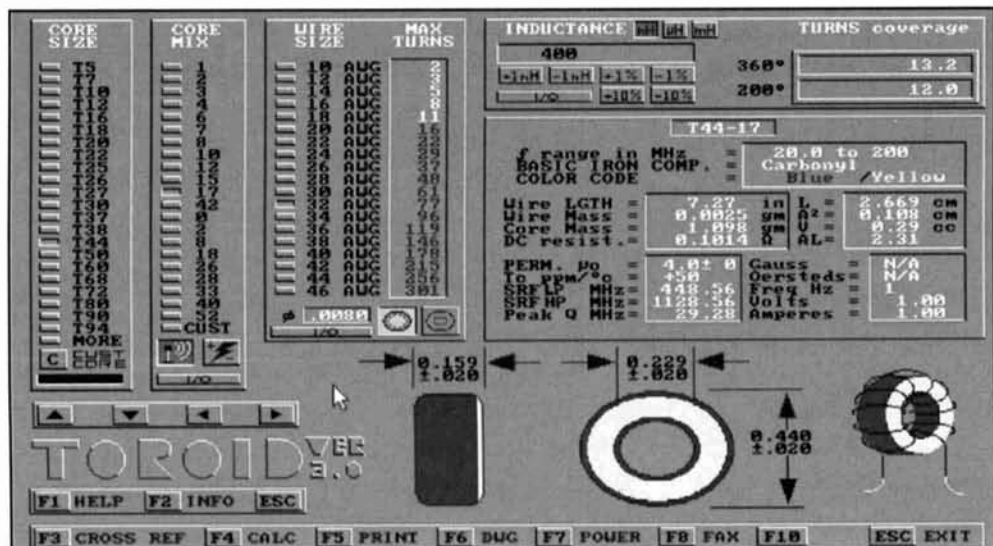 CORE SIZE
T5
T7
T10
T12
T16
T18
T20
T22
T25
T26
T27
T30
T37
T38
T44
T50
T60
T68
T72
T80
T90
T94
MORE
C CUST CORE
CORE MIX
1
2
3
4
6
7
8
10
12
15
17
42
0
2
8
18
26
28
33
40
52
CUST
I/O
WIRE SIZE MAX TURNS
10 AWG 2
12 AWG 3
14 AWG 5
16 AWG 8
18 AWG 11
20 AWG 16
22 AWG 22
24 AWG 29
26 AWG 37
28 AWG 48
30 AWG 61
32 AWG 77
34 AWG 96
36 AWG 119
38 AWG 146
40 AWG 178
42 AWG 215
44 AWG 256
46 AWG 301
ø .0080
I/O
INDUCTANCE nH µH mH
400
+1nH -1nH +1% -1%
I/O +10% -10%
TURNS coverage
360° 13.2
200° 12.0
T44-17
f range in MHz = 20.0 to 200
BASIC IRON COMP. = Carbonyl
COLOR CODE = Blue /Yellow
Wire LGTH = 7.27 in
Wire Mass = 0.0025 gm
Core Mass = 1.098 gm
DC resist. = 0.1014 Ω
L = 2.669 cm
A² = 0.108 cm
V = 0.29 cc
AL= 2.31
PERM. µo = 4.0± 0
Tc ppm/°c = +50
SRF LP MHz= 448.56
SRF HP MHz= 1128.56
Peak Q MHz= 29.28
Gauss = N/A
Oersteds= N/A
Freq Hz = 1
Volts = 1.00
Amperes = 1.00
0.159
±.020
0.229
±.020
0.440
±.020
TOROID VER 3.0
F1 HELP F2 INFO ESC
F3 CROSS REF F4 CALC F5 PRINT F6 DWG F7 POWER F8 FAX F10 ESC EXIT